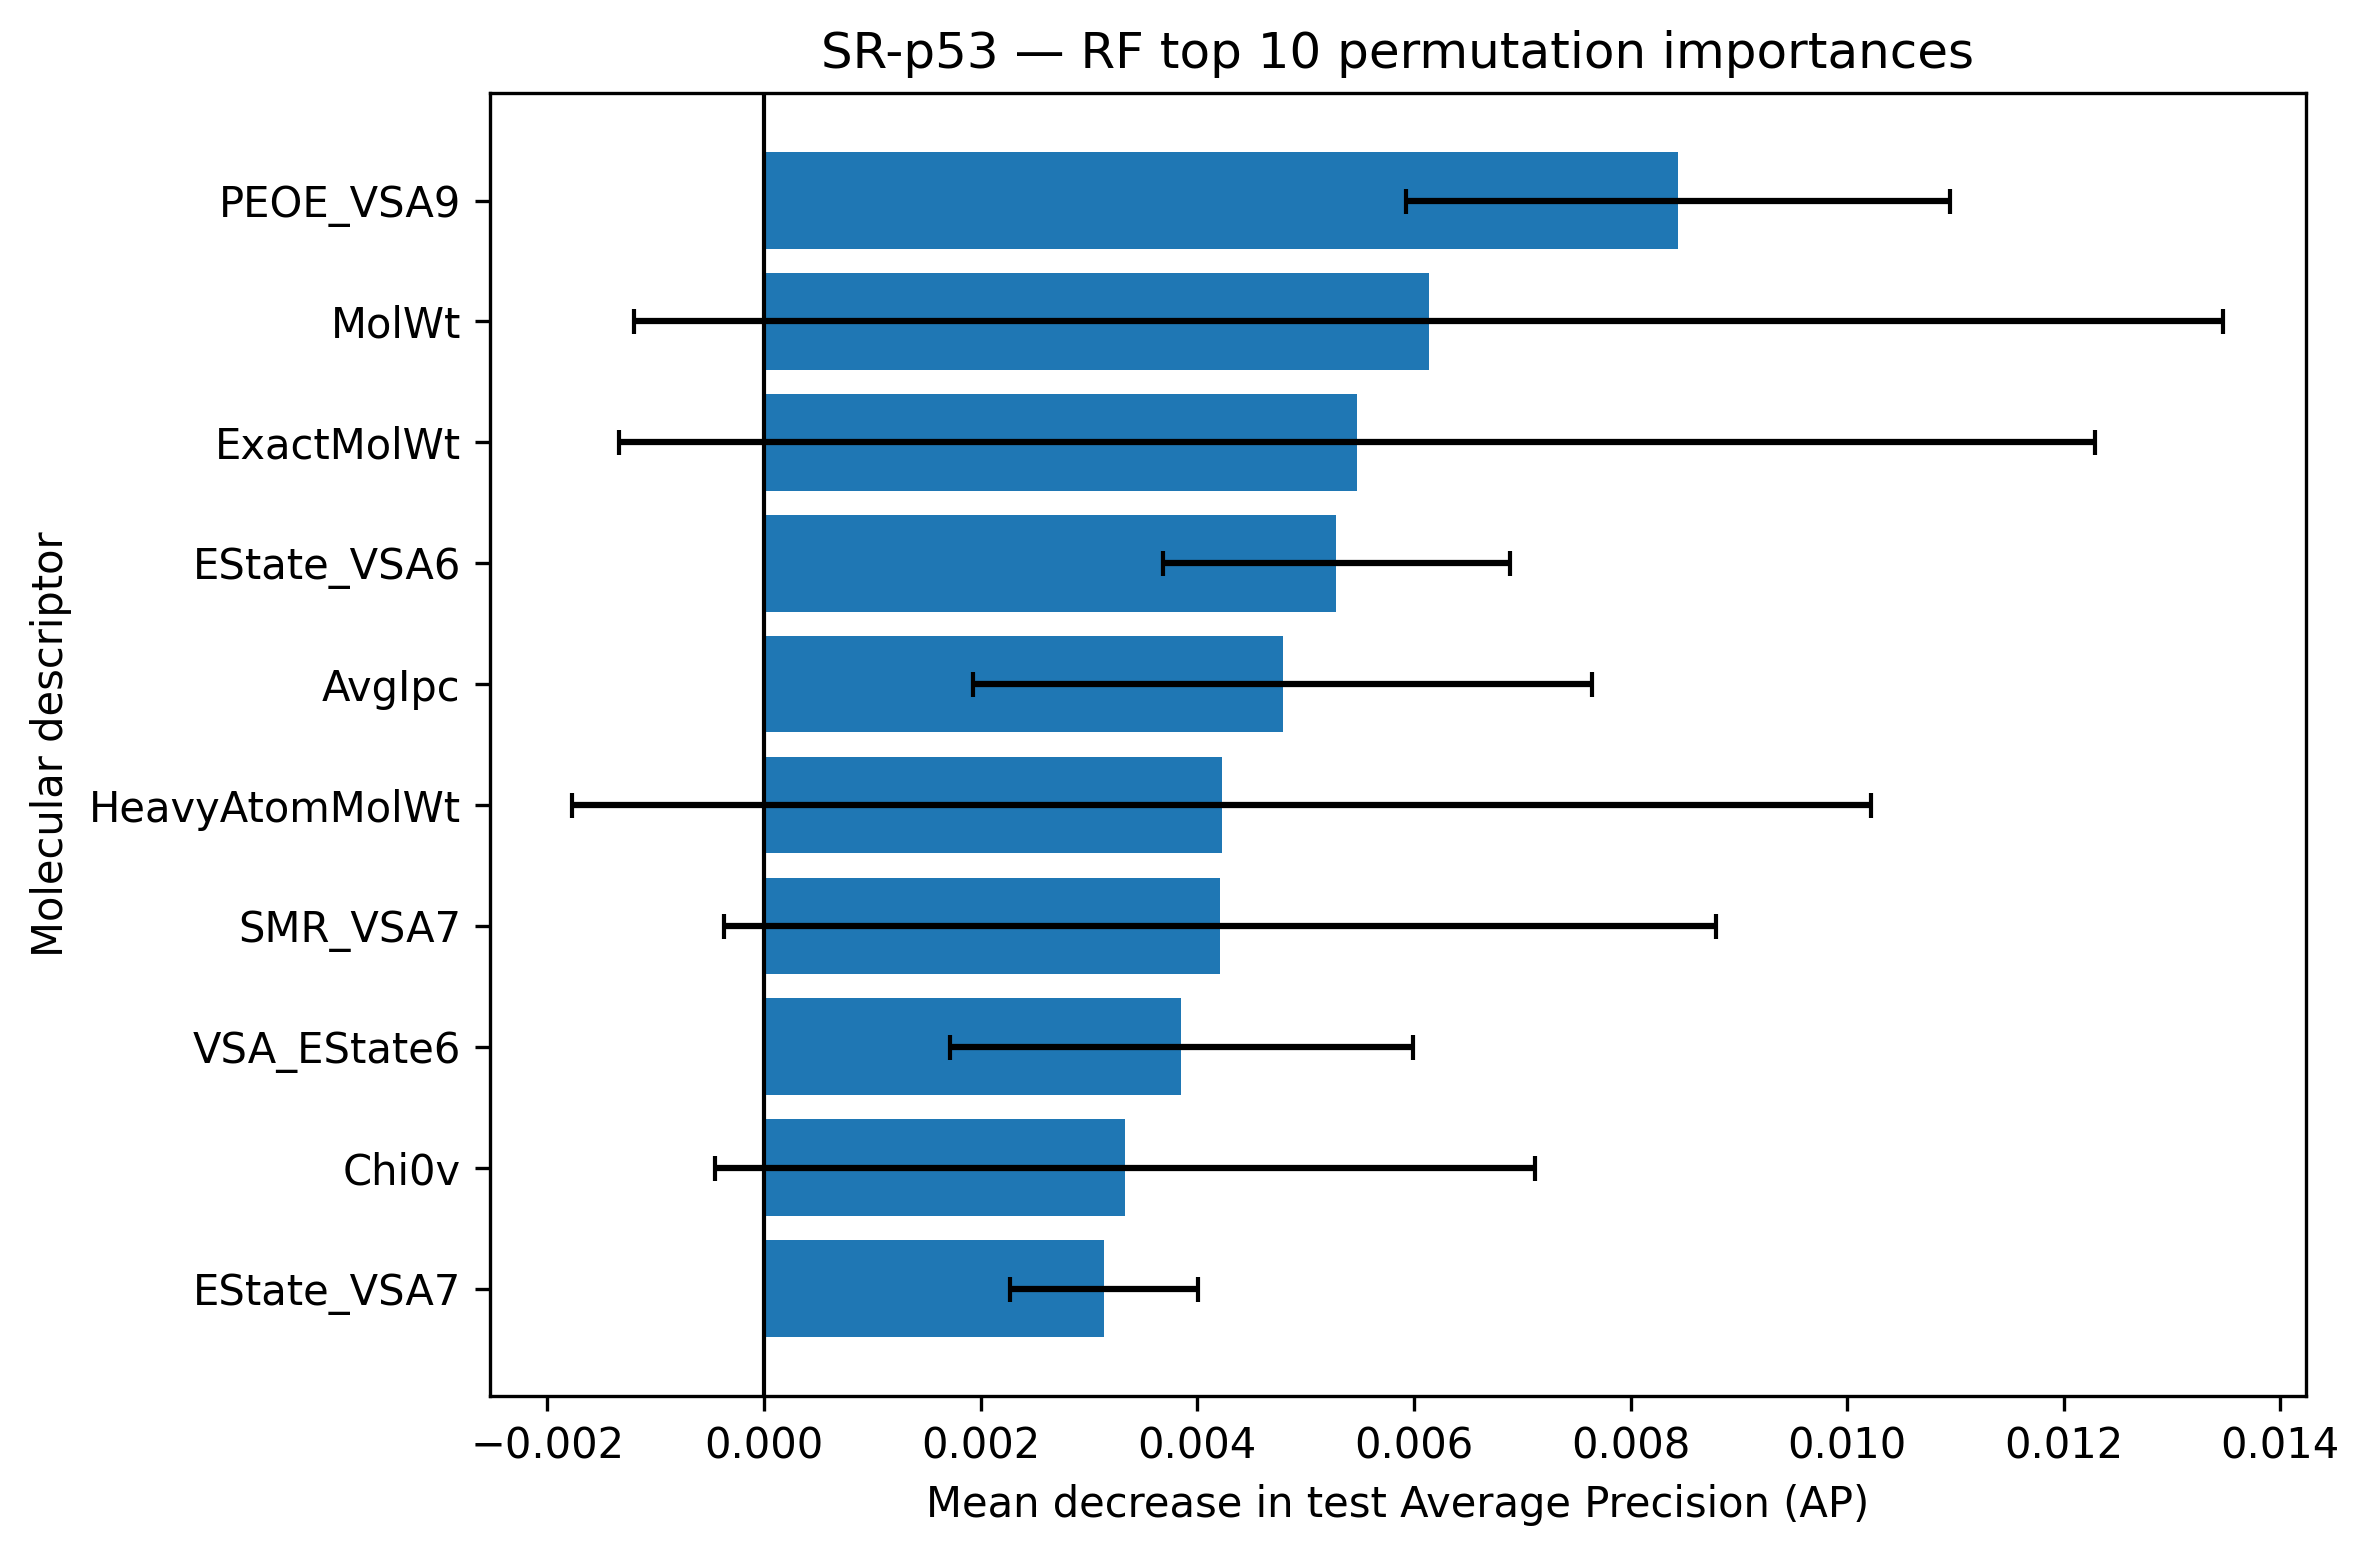 SR-p53 — RF top 10 permutation importances
Molecular descriptor
PEOE_VSA9
MolWt
ExactMolWt
EState_VSA6
AvgIpc
HeavyAtomMolWt
SMR_VSA7
VSA_EState6
Chi0v
EState_VSA7
−0.002 0.000 0.002 0.004 0.006 0.008 0.010 0.012 0.014
Mean decrease in test Average Precision (AP)